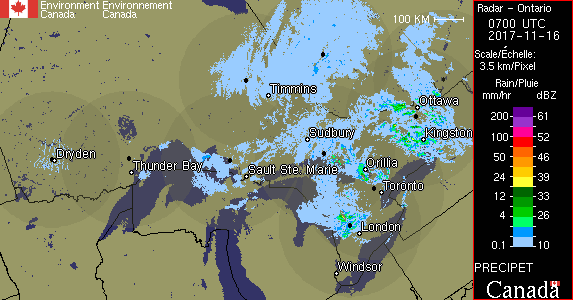 Environment Environnement
Canada Canada
100 KM
Timmins
Ottawa
Sudbury
Kingston
Dryden
Thunder Bay
Sault Ste. Marie
Orillia
Toronto
London
Windsor
Radar - Ontario
0700 UTC
2017-11-16
Scale/Échelle:
3.5 km/Pixel
Rain/Pluie
mm/hr dBZ
200 61
100 52
50 46
24 39
12 33
4 26
0.1 10
PRECIPET
Canada